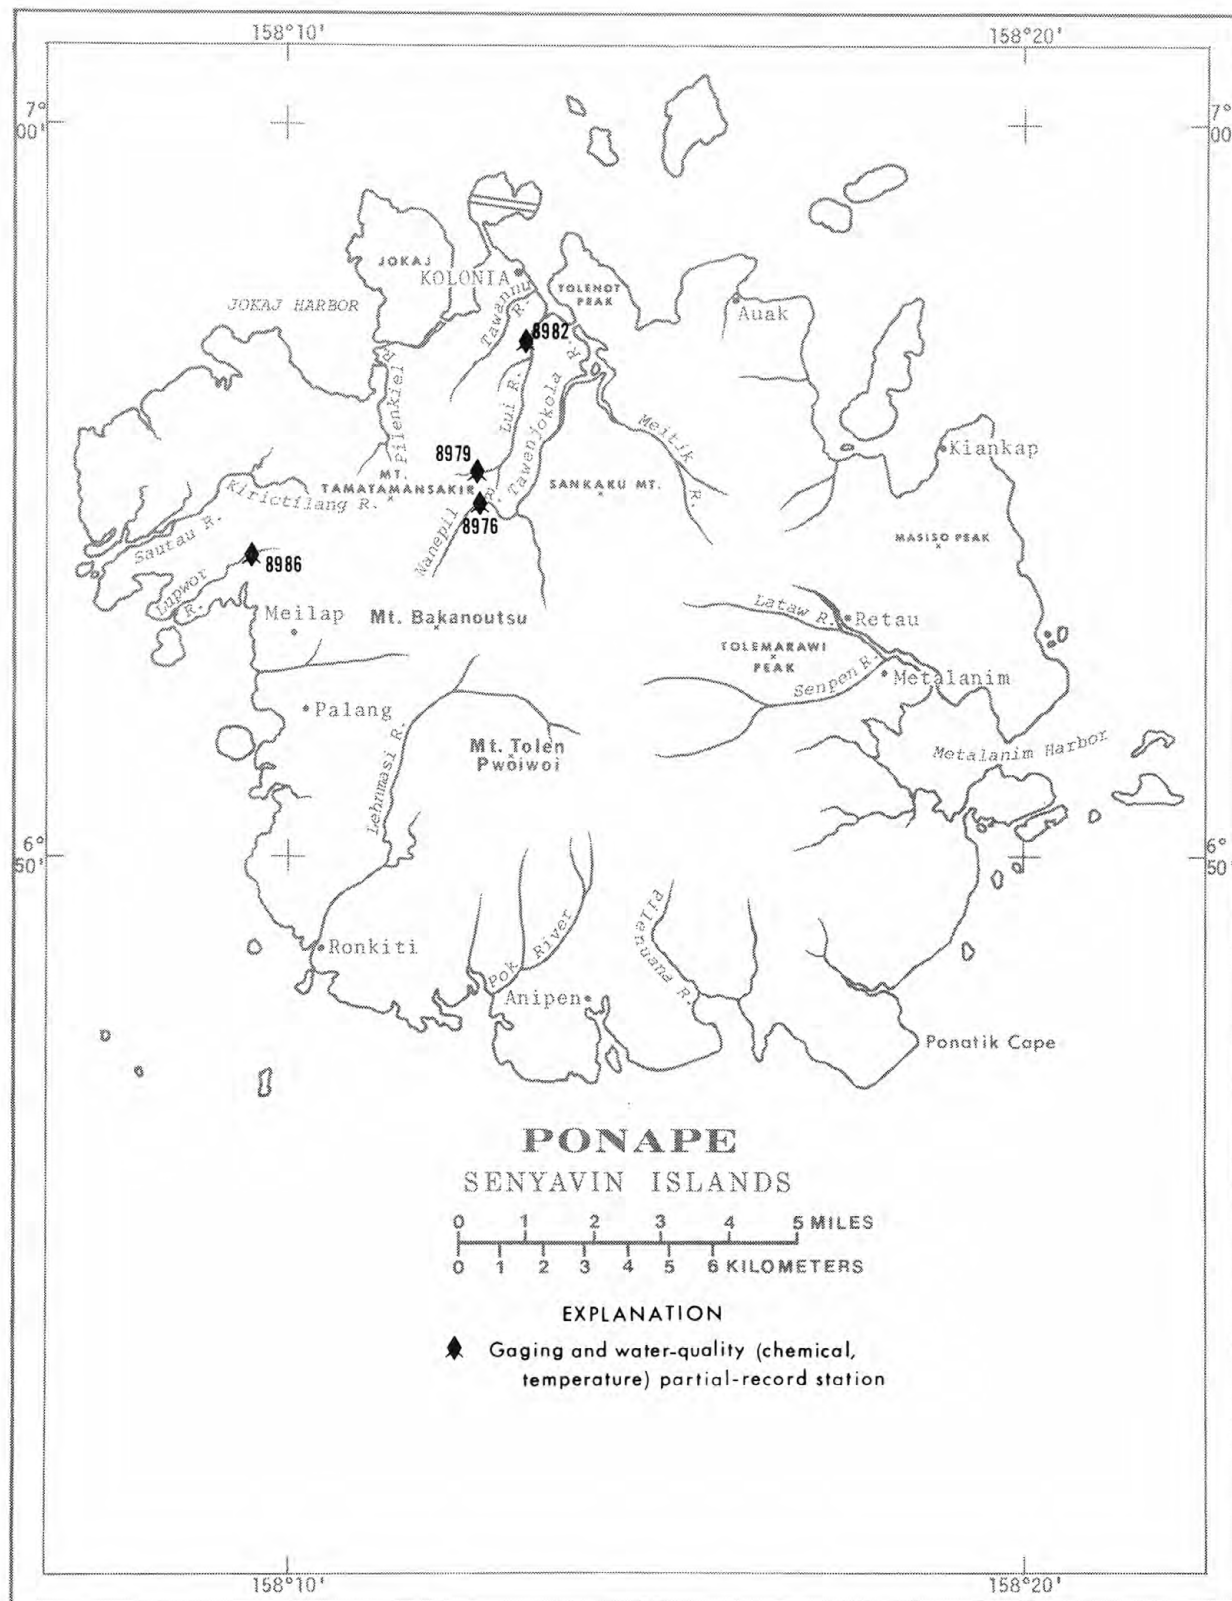 158°10'
158°20'
7°
00'
7°
00'
JOKAJ
KOLONIA
TOLENOT
PEAK
JOKAJ HARBOR
Tawannu
R.
8982
Auak
Pilenkiel R.
Lui R.
Tawenjokola R.
Meitik
R.
Kiankap
8979
MT.
TAMATAMANSAKIR
SANKAKU MT.
Kirictilang R.
Nanepil R.
8976
Sautau R.
MASISO PEAK
8986
Lupwor
R.
Meilap
Mt. Bakanoutsu
Lataw R.
Retau
TOLEMARAWI
PEAK
Senpen R.
Metalanim
Palang
Lehnmasi R.
Mt. Tolen
Pwoiwoi
Metalanim Harbor
6°
50'
6°
50'
Ronkiti
Pok River
Anipen
Ponatik Cape
PONAPE
SENYAVIN ISLANDS
0 1 2 3 4 5 MILES
0 1 2 3 4 5 6 KILOMETERS
EXPLANATION
Gaging and water-quality (chemical,
temperature) partial-record station
158°10'
158°20'